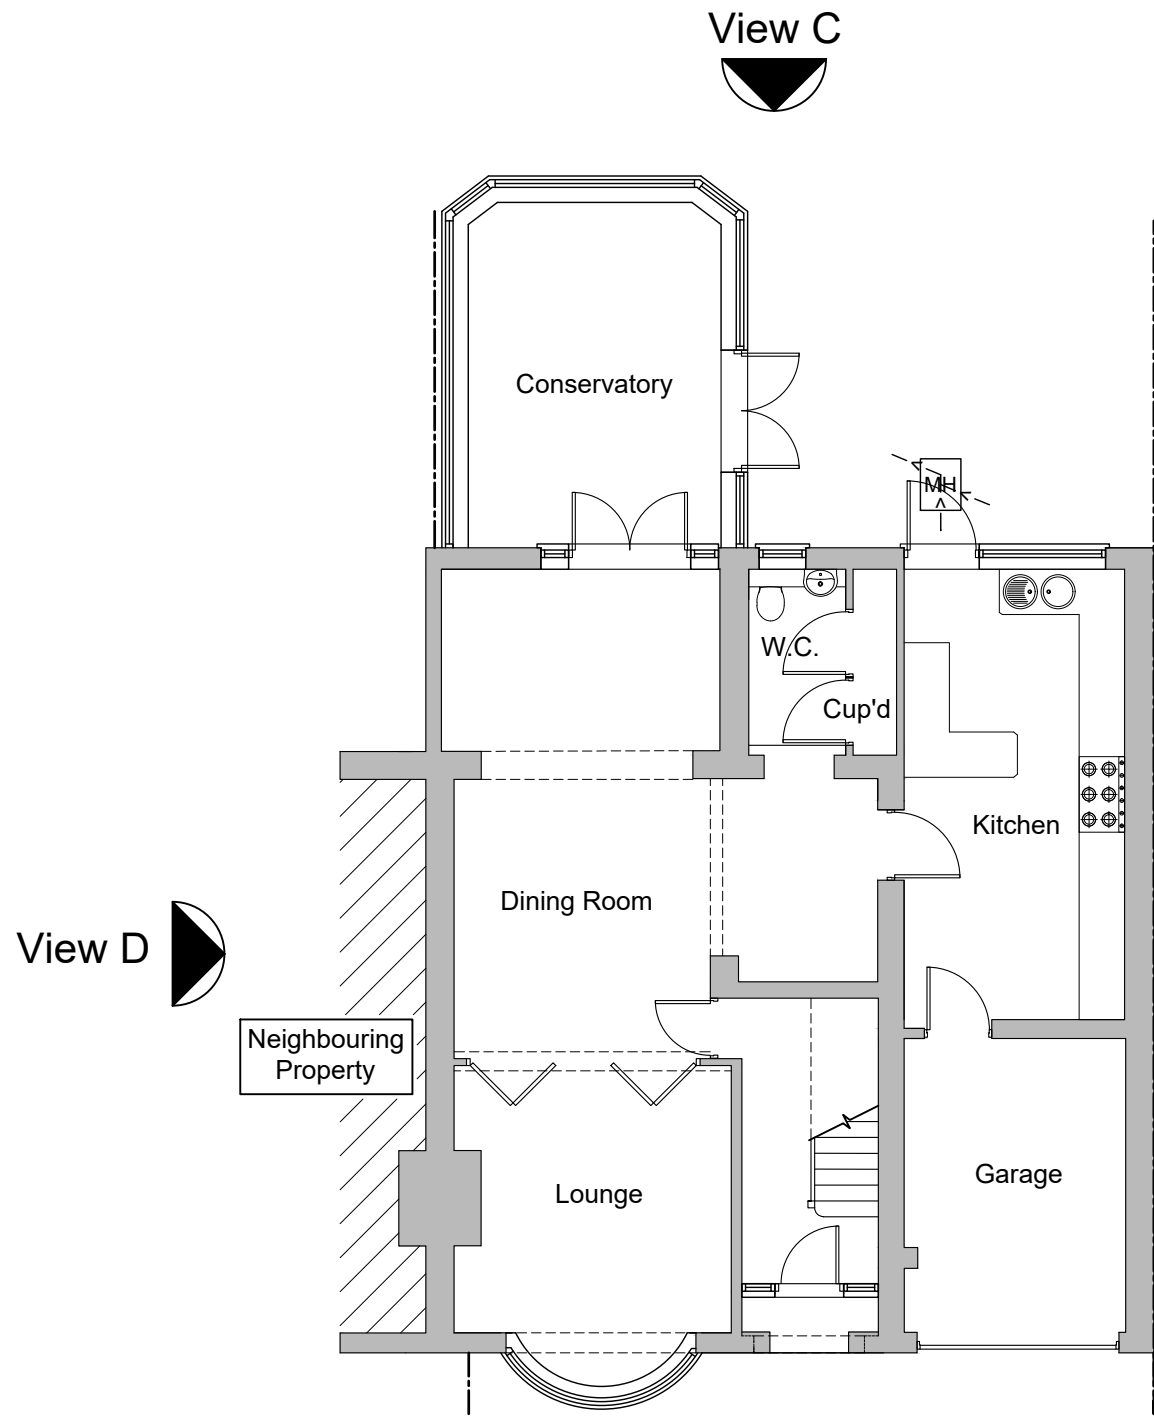 View C
Conservatory
MH
W.C.
Cup'd
Kitchen
Dining Room
View D
Neighbouring
Property
Garage
Lounge